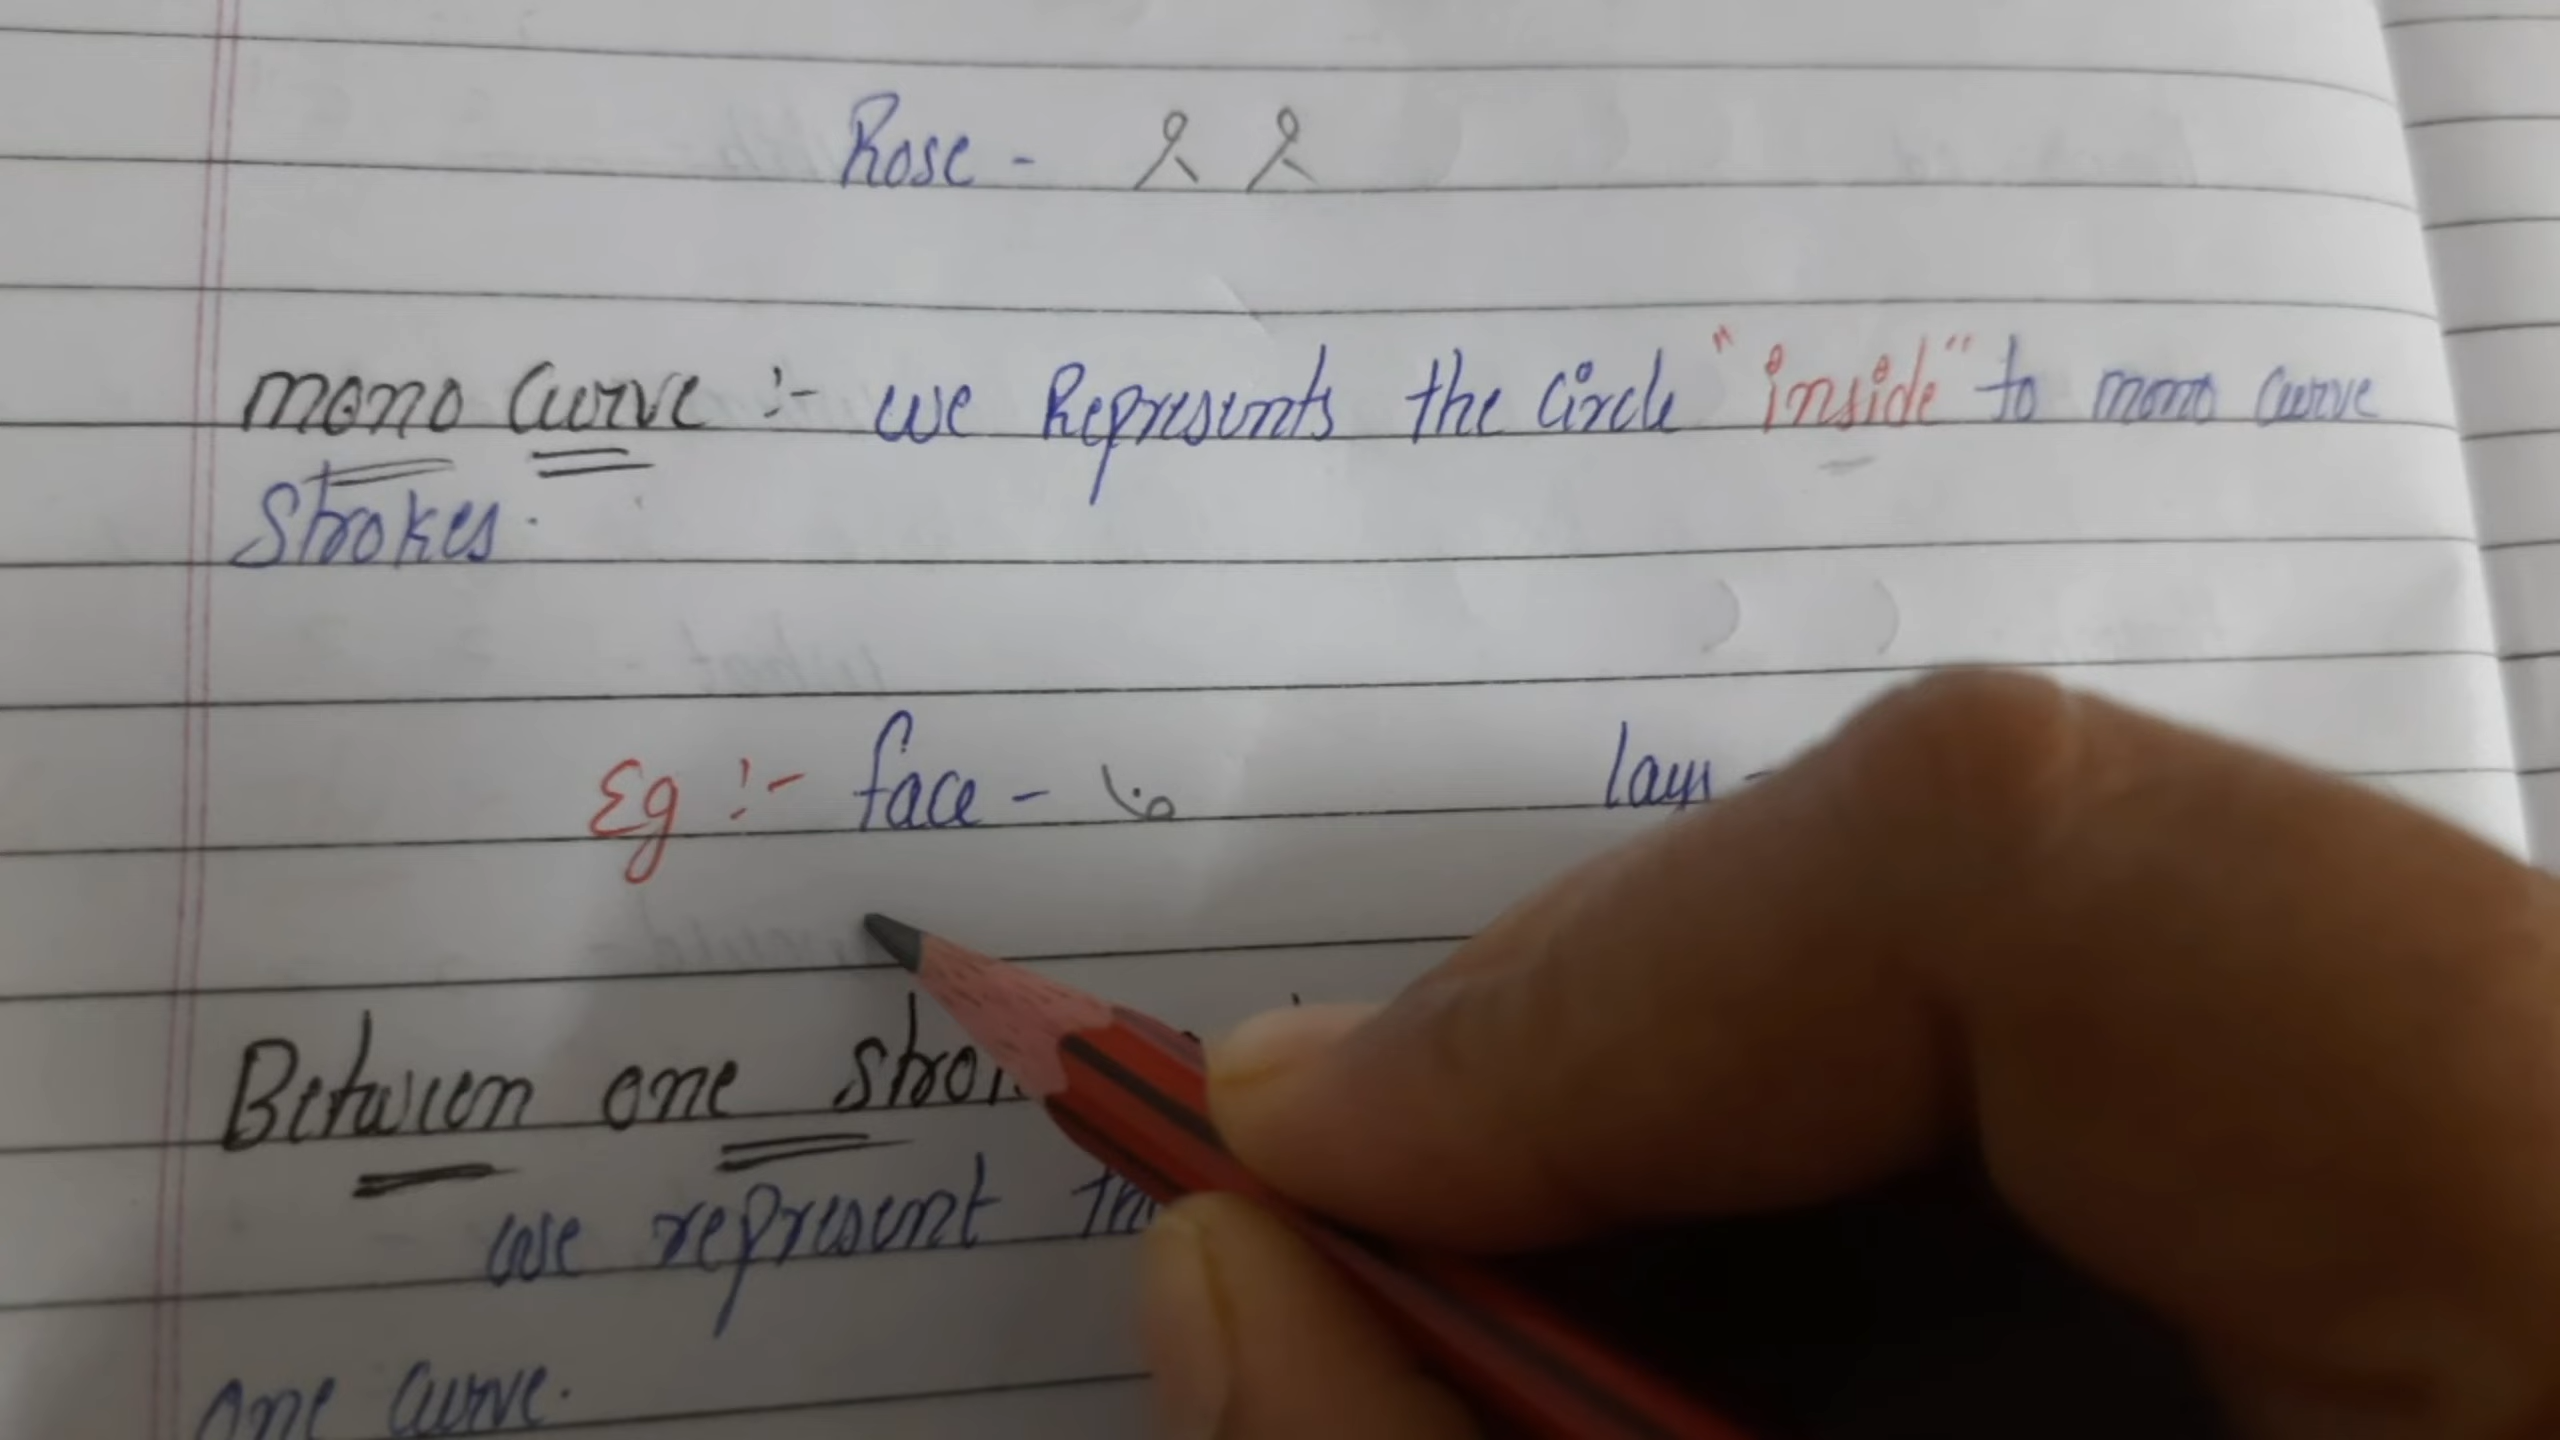 Rose -
mono Curve :- we Represents the circle "inside" to mono curve
Strokes.
Eg :- face - lays -
Between one
we represent
one curve.